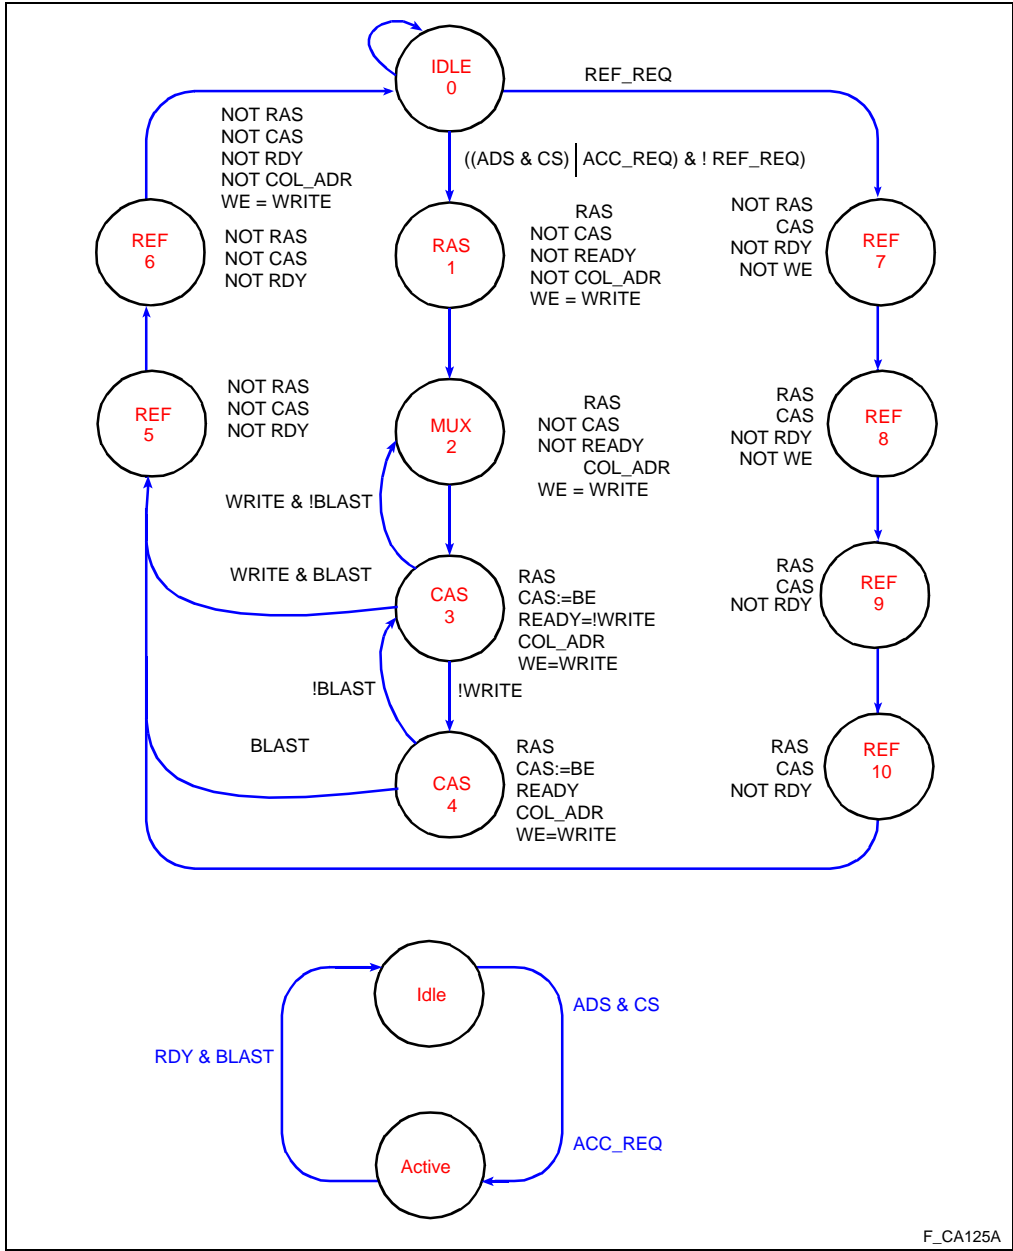 IDLE
0
REF_REQ
NOT RAS
NOT CAS
NOT RDY
NOT COL_ADR
WE = WRITE
((ADS & CS) | ACC_REQ) & ! REF_REQ)
REF
6
NOT RAS
NOT CAS
NOT RDY
RAS
1
RAS
NOT CAS
NOT READY
NOT COL_ADR
WE = WRITE
NOT RAS
CAS
NOT RDY
NOT WE
REF
7
REF
5
NOT RAS
NOT CAS
NOT RDY
MUX
2
RAS
NOT CAS
NOT READY
COL_ADR
WE = WRITE
RAS
CAS
NOT RDY
NOT WE
REF
8
WRITE & !BLAST
WRITE & BLAST
CAS
3
RAS
CAS:=BE
READY=!WRITE
COL_ADR
WE=WRITE
RAS
CAS
NOT RDY
REF
9
!BLAST
!WRITE
BLAST
CAS
4
RAS
CAS:=BE
READY
COL_ADR
WE=WRITE
RAS
CAS
NOT RDY
REF
10
Idle
ADS & CS
RDY & BLAST
ACC_REQ
Active
F_CA125A